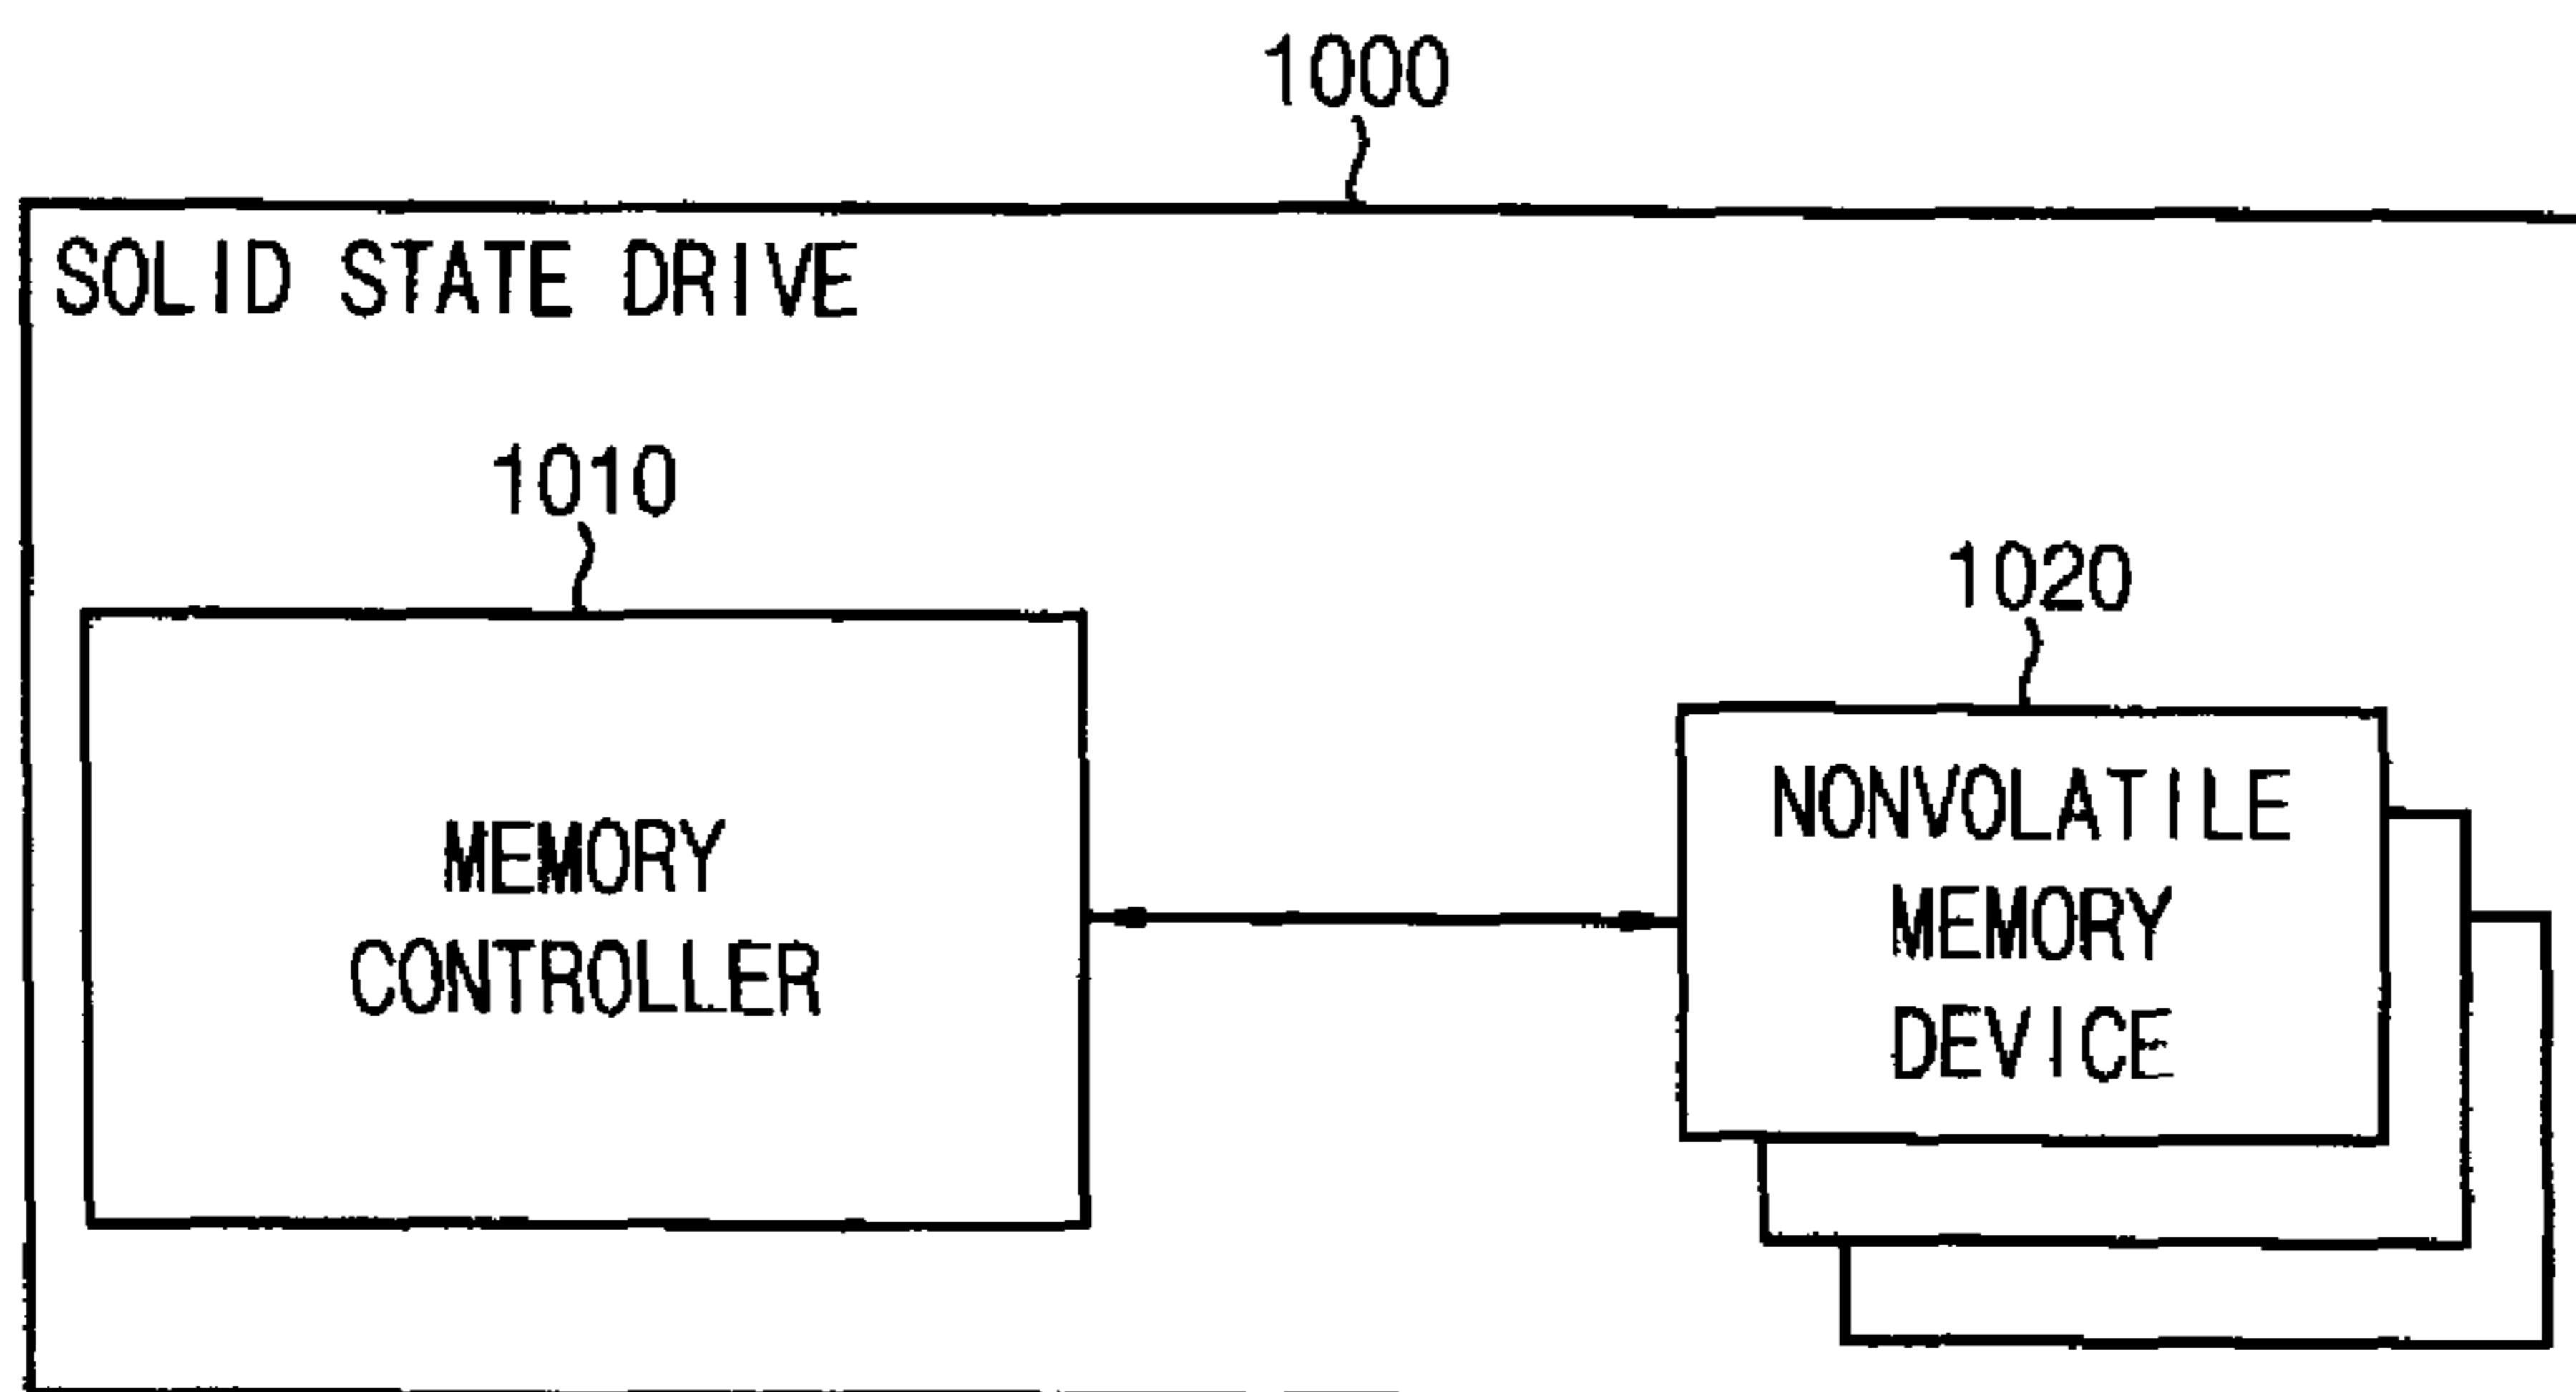 1000
SOLID STATE DRIVE
1010
1020
MEMORY
CONTROLLER
NONVOLATILE
MEMORY
DEVICE